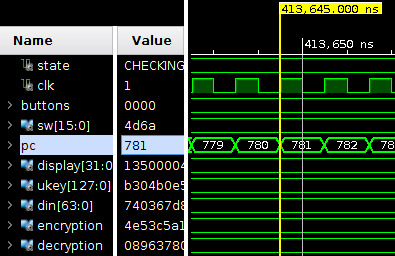 413,645.000 ns
Name Value 413,650 ns
state CHECKING
clk 1
buttons 0000
sw[15:0] 4d6a
pc 781 779 780 781 782 78
display[31:0 13500004
ukey[127:0] b304b0e5
din[63:0] 740367d8
encryption 4e53c5a1
decryption 08963780